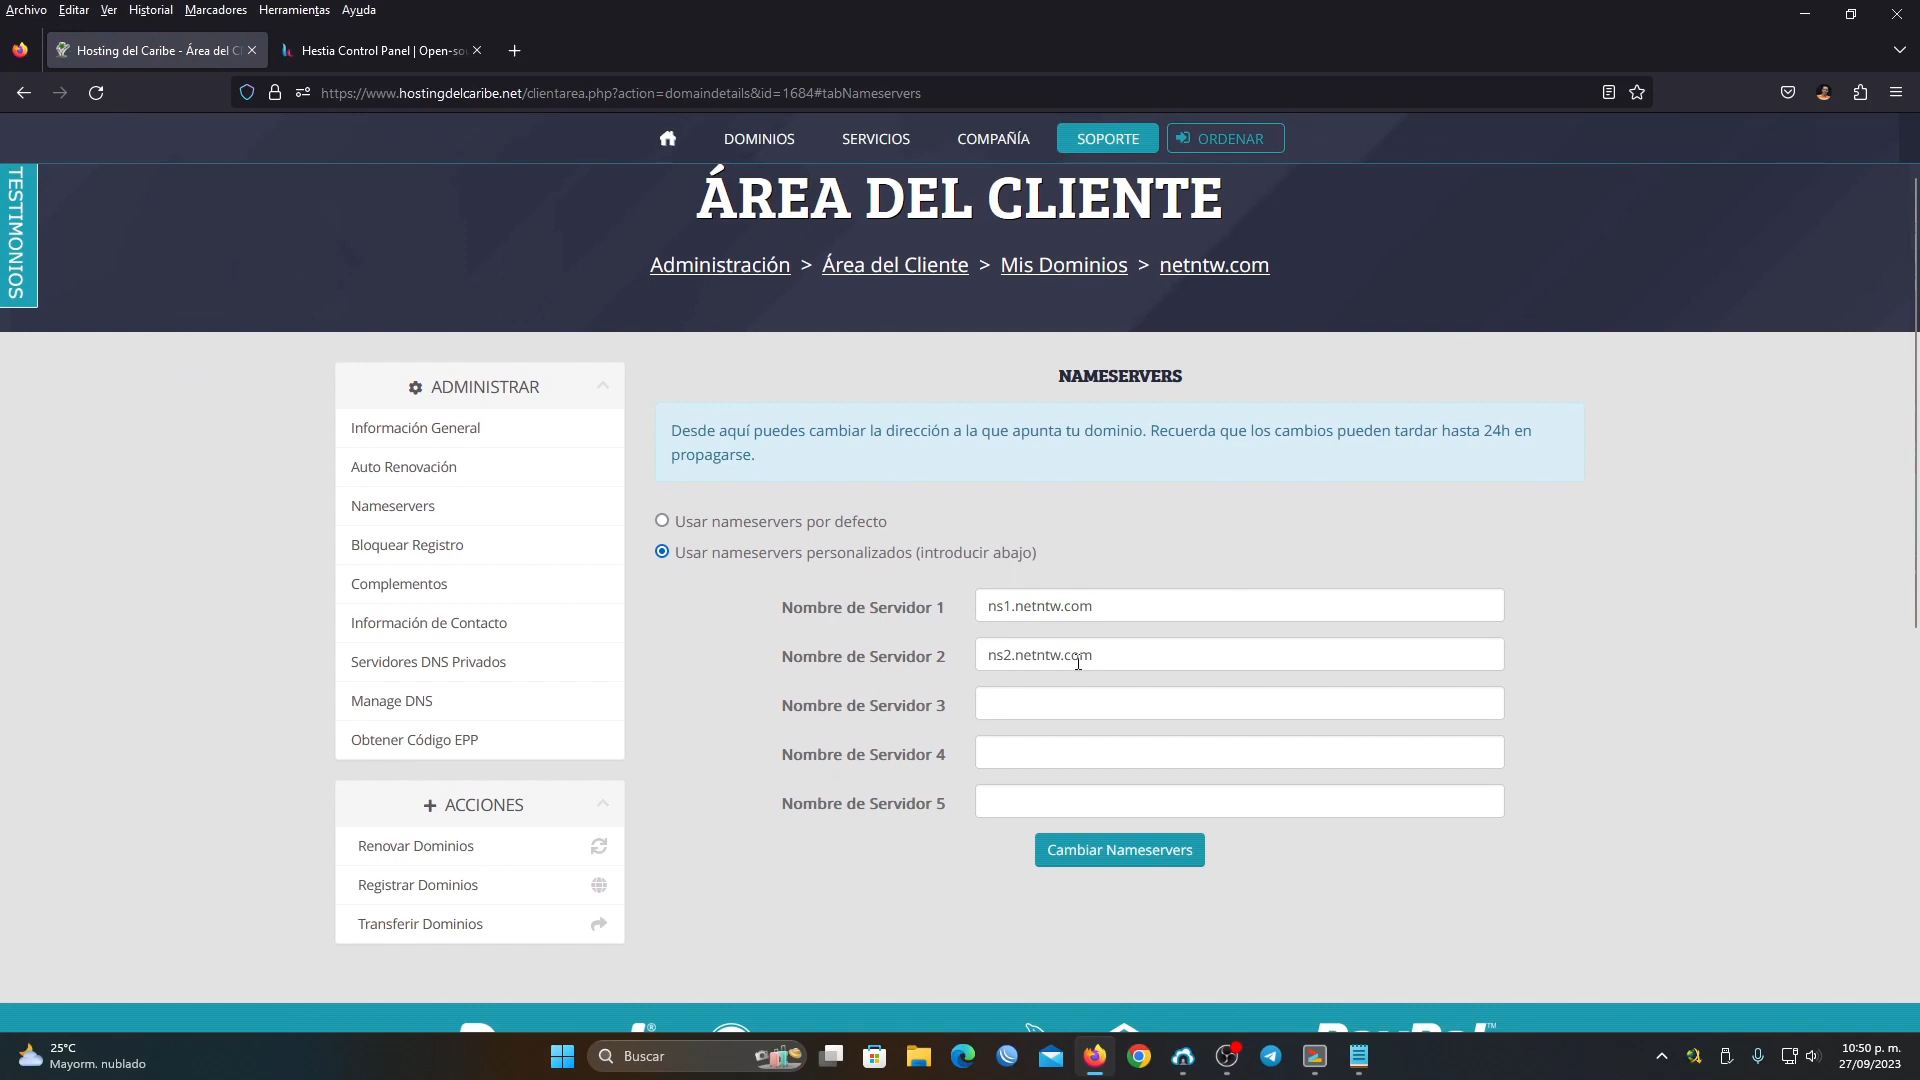 Archivo Editar Ver Historial Marcadores Herramientas Ayuda
Hosting del Caribe - Área del C
Hestia Control Panel | Open-so
https://www.hostingdelcaribe.net/clientarea.php?action=domaindetails&id=1684#tabNameservers
DOMINIOS SERVICIOS COMPAÑÍA SOPORTE ORDENAR
TESTIMONIOS
ÁREA DEL CLIENTE
Administración > Área del Cliente > Mis Dominios > netntw.com
ADMINISTRAR
Información General
Auto Renovación
Nameservers
Bloquear Registro
Complementos
Información de Contacto
Servidores DNS Privados
Manage DNS
Obtener Código EPP
ACCIONES
Renovar Dominios
Registrar Dominios
Transferir Dominios
NAMESERVERS
Desde aquí puedes cambiar la dirección a la que apunta tu dominio. Recuerda que los cambios pueden tardar hasta 24h en
propagarse.
Usar nameservers por defecto
Usar nameservers personalizados (introducir abajo)
Nombre de Servidor 1 ns1.netntw.com
Nombre de Servidor 2 ns2.netntw.com
Nombre de Servidor 3
Nombre de Servidor 4
Nombre de Servidor 5
Cambiar Nameservers
25°C
Mayorm. nublado
Buscar
10:50 p. m.
27/09/2023